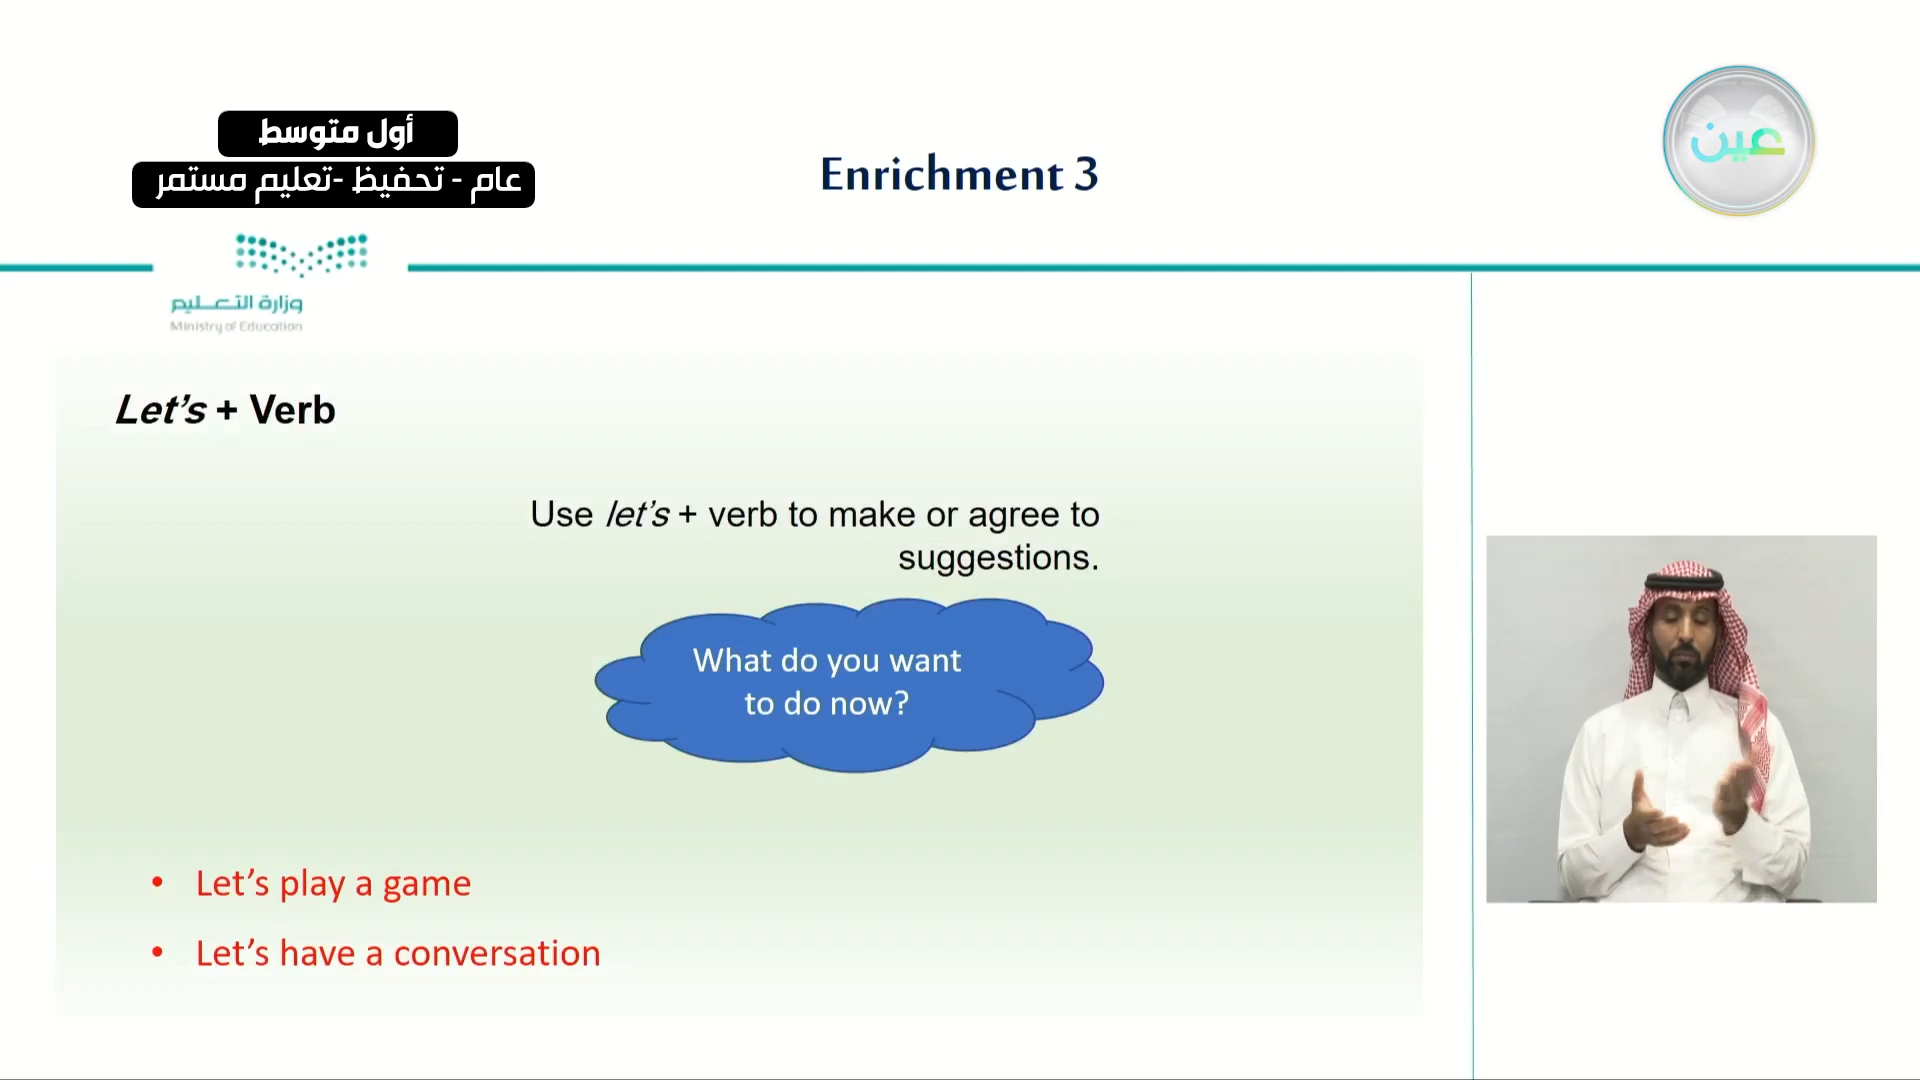 أول متوسط
عام - تحفيظ -تعليم مستمر
Enrichment 3
عين
وزارة التعليم
Ministry of Education
Let's + Verb
Use let's + verb to make or agree to
suggestions.
What do you want
to do now?
• Let's play a game
• Let's have a conversation